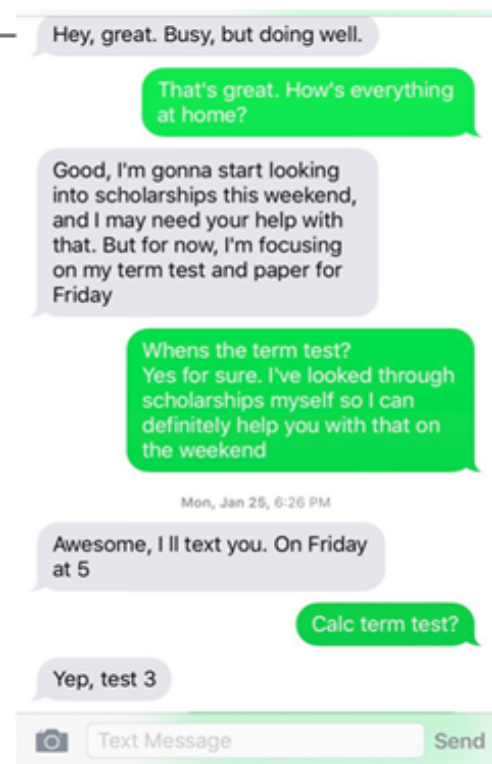 Hey, great. Busy, but doing well.
That's great. How's everything
at home?
Good, I'm gonna start looking
into scholarships this weekend,
and I may need your help with
that. But for now, I'm focusing
on my term test and paper for
Friday
Whens the term test?
Yes for sure. I've looked through
scholarships myself so I can
definitely help you with that on
the weekend
Mon, Jan 25, 6:26 PM
Awesome, I ll text you. On Friday
at 5
Calc term test?
Yep, test 3
Text Message
Send